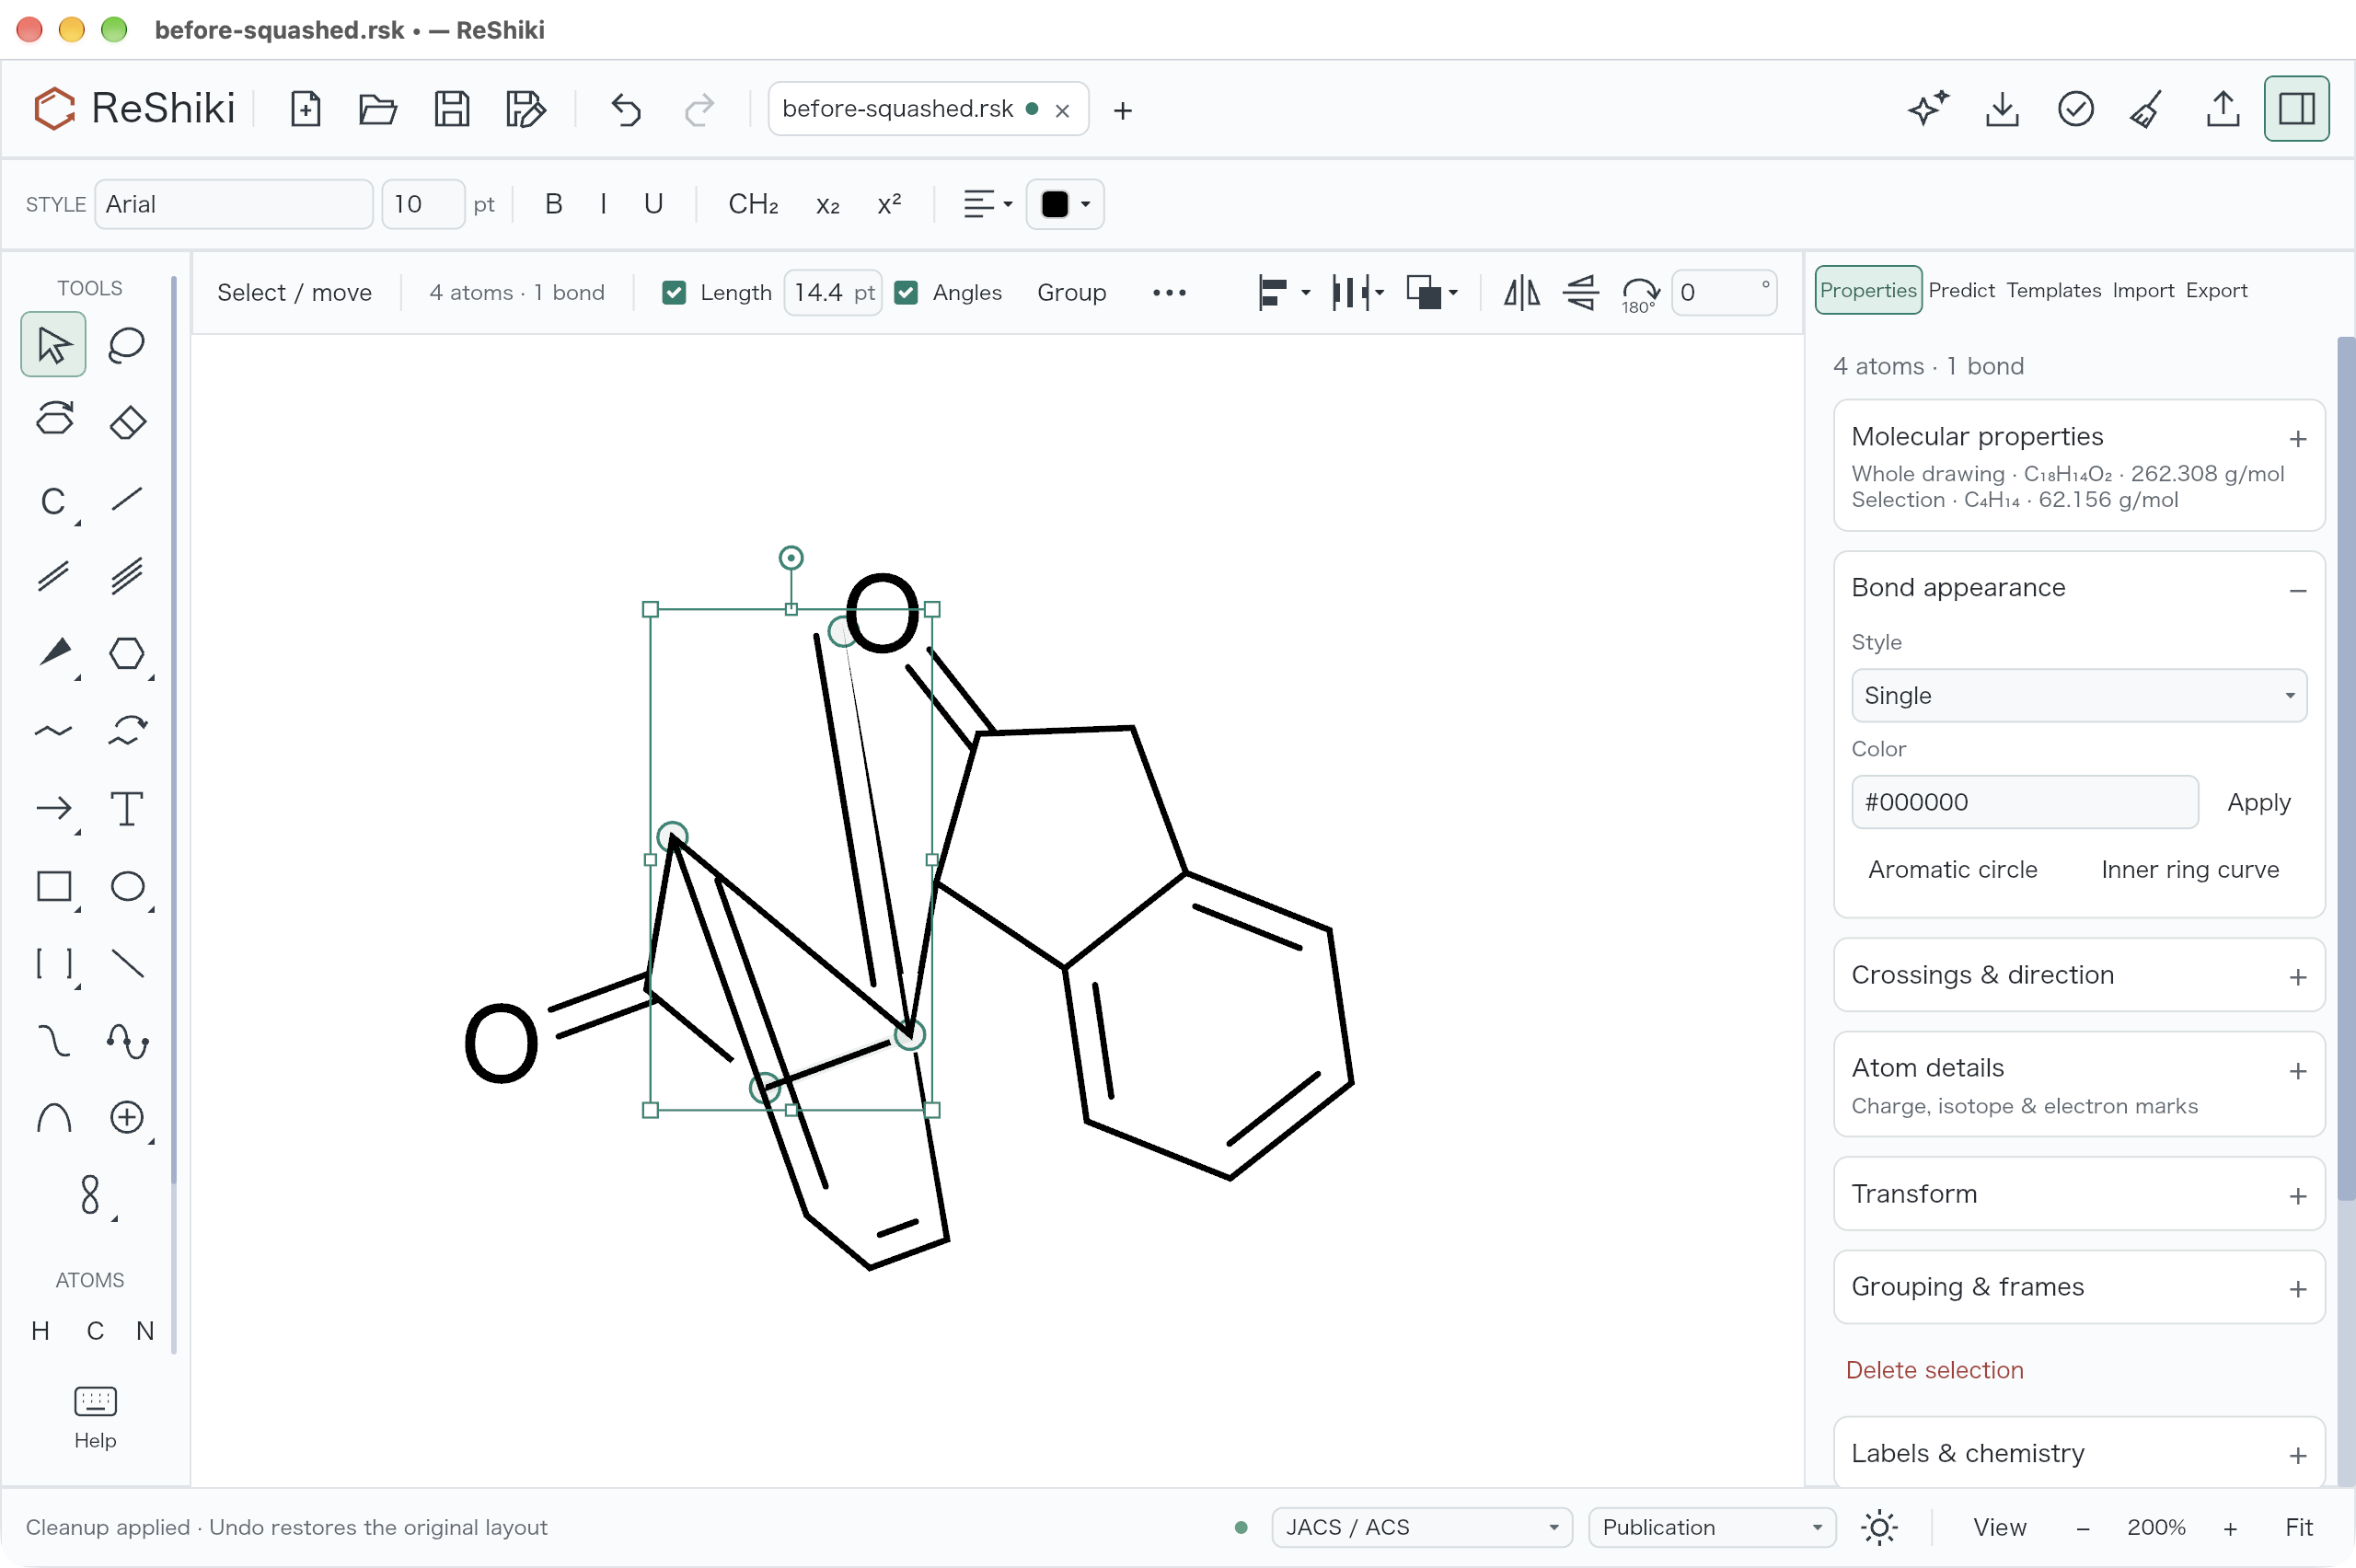 before-squashed.rsk • — ReShiki
ReShiki
before-squashed.rsk ● ×
+
STYLE Arial 10 pt B I U CH₂ x₂ x²
TOOLS
Select / move 4 atoms · 1 bond Length 14.4 pt Angles Group ••• 180° 0 °
Properties Predict Templates Import Export
C
T
[ ]
ATOMS
H C N
Help
O
O
4 atoms · 1 bond
Molecular properties +
Whole drawing · C₁₈H₁₄O₂ · 262.308 g/mol
Selection · C₄H₁₄ · 62.156 g/mol
Bond appearance −
Style
Single
Color
#000000 Apply
Aromatic circle Inner ring curve
Crossings & direction +
Atom details +
Charge, isotope & electron marks
Transform +
Grouping & frames +
Delete selection
Labels & chemistry +
Cleanup applied · Undo restores the original layout
JACS / ACS Publication View − 200% + Fit